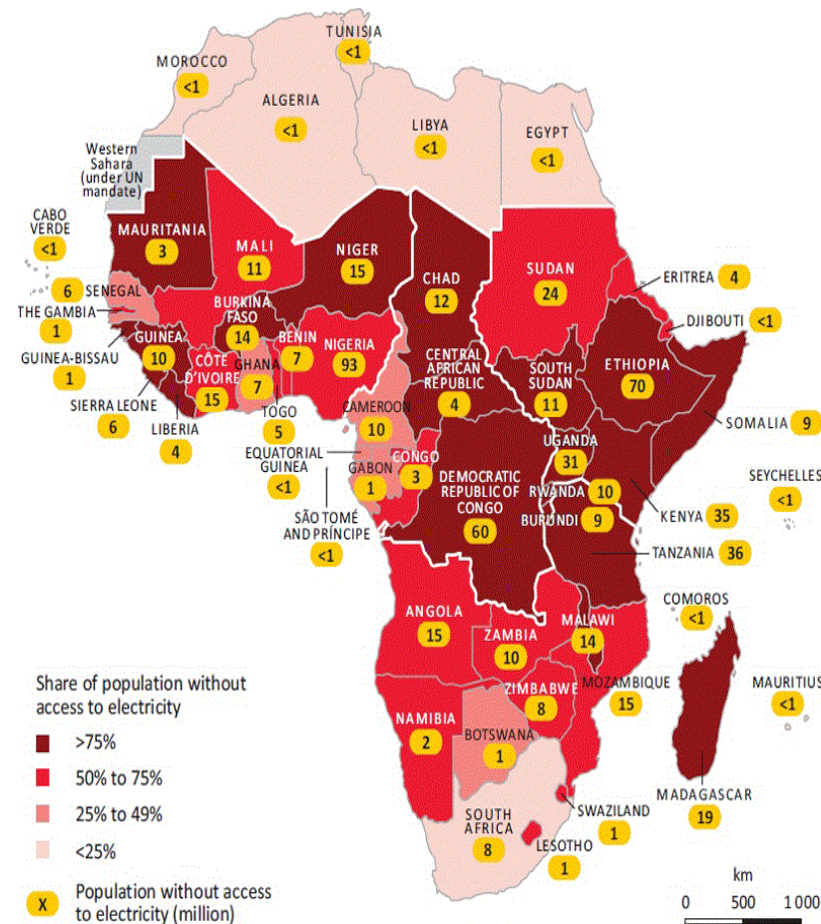 TUNISIA
<1
MOROCCO
<1
ALGERIA
<1
LIBYA
<1
EGYPT
<1
Western
Sahara
(under UN
mandate)
CABO
VERDE
<1
MAURITANIA
3
MALI
11
NIGER
15
CHAD
12
SUDAN
24
ERITREA 4
DJIBOUTI <1
6 SENEGAL
THE GAMBIA
1
GUINEA-BISSAU
1
GUINEA
10
SIERRA LEONE
6
LIBERIA
4
CÔTE
D'IVOIRE
15
BURKINA
FASO
14
GHANA
7
TOGO
5
BENIN
7
NIGERIA
93
CAMEROON
10
CENTRAL
AFRICAN
REPUBLIC
4
SOUTH
SUDAN
11
ETHIOPIA
70
SOMALIA 9
EQUATORIAL
GUINEA
<1
GABON
1
CONGO
3
SÃO TOMÉ
AND PRÍNCIPE
<1
DEMOCRATIC
REPUBLIC OF
CONGO
60
UGANDA
31
RWANDA 10
BURUNDI 9
KENYA 35
TANZANIA 36
SEYCHELLES
<1
COMOROS
<1
ANGOLA
15
ZAMBIA
10
MALAWI
14
MOZAMBIQUE
15
ZIMBABWE
8
MAURITIUS
<1
NAMIBIA
2
BOTSWANA
1
MADAGASCAR
19
SOUTH
AFRICA
8
SWAZILAND
1
LESOTHO
1
Share of population without
access to electricity
>75%
50% to 75%
25% to 49%
<25%
X Population without access
to electricity (million)
km
0 500 1 000